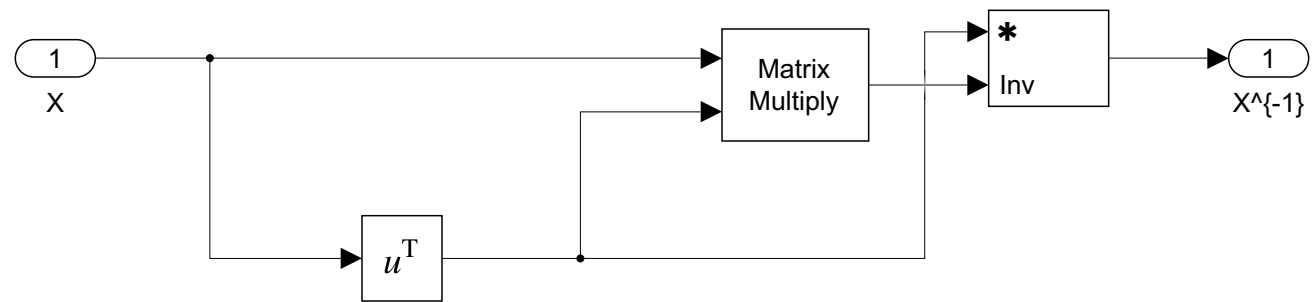 1
X
u^T
Matrix
Multiply
✱
Inv
1
X^{-1}